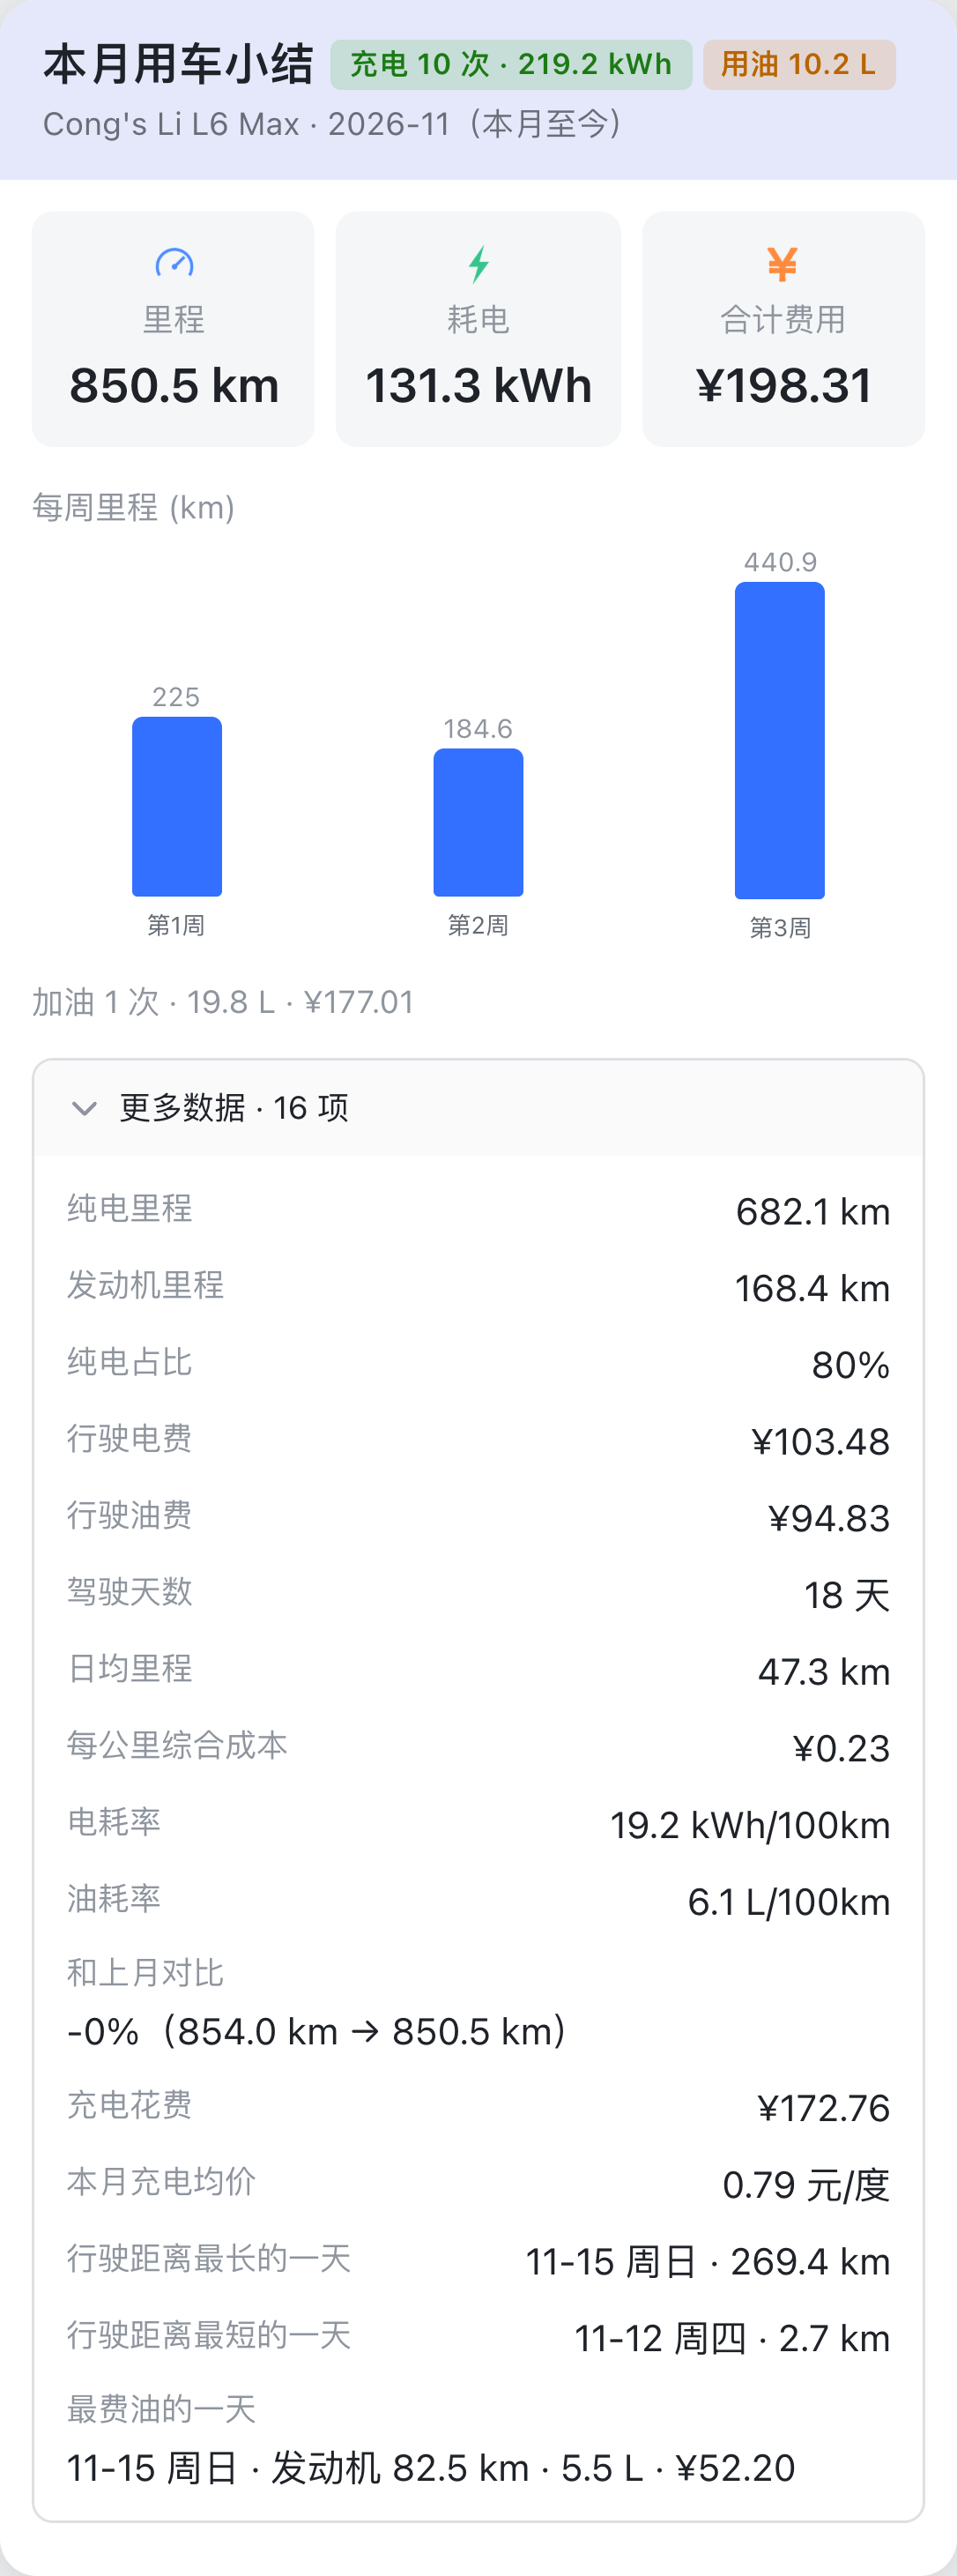 本月用车小结 充电 10 次 · 219.2 kWh 用油 10.2 L
Cong's Li L6 Max · 2026-11（本月至今）
里程 耗电 合计费用
850.5 km 131.3 kWh ¥198.31
每周里程 (km)
440.9
225
184.6
第1周 第2周 第3周
加油 1 次 · 19.8 L · ¥177.01
更多数据 · 16 项
纯电里程 682.1 km
发动机里程 168.4 km
纯电占比 80%
行驶电费 ¥103.48
行驶油费 ¥94.83
驾驶天数 18 天
日均里程 47.3 km
每公里综合成本 ¥0.23
电耗率 19.2 kWh/100km
油耗率 6.1 L/100km
和上月对比
-0%（854.0 km → 850.5 km）
充电花费 ¥172.76
本月充电均价 0.79 元/度
行驶距离最长的一天 11-15 周日 · 269.4 km
行驶距离最短的一天 11-12 周四 · 2.7 km
最费油的一天
11-15 周日 · 发动机 82.5 km · 5.5 L · ¥52.20